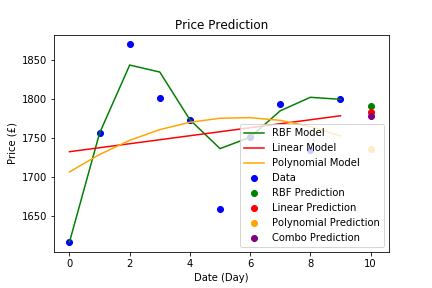 Price Prediction
1850
1800
1750
1700
1650
Price (£)
RBF Model
Linear Model
Polynomial Model
Data
RBF Prediction
Linear Prediction
Polynomial Prediction
Combo Prediction
0 2 4 6 8 10
Date (Day)